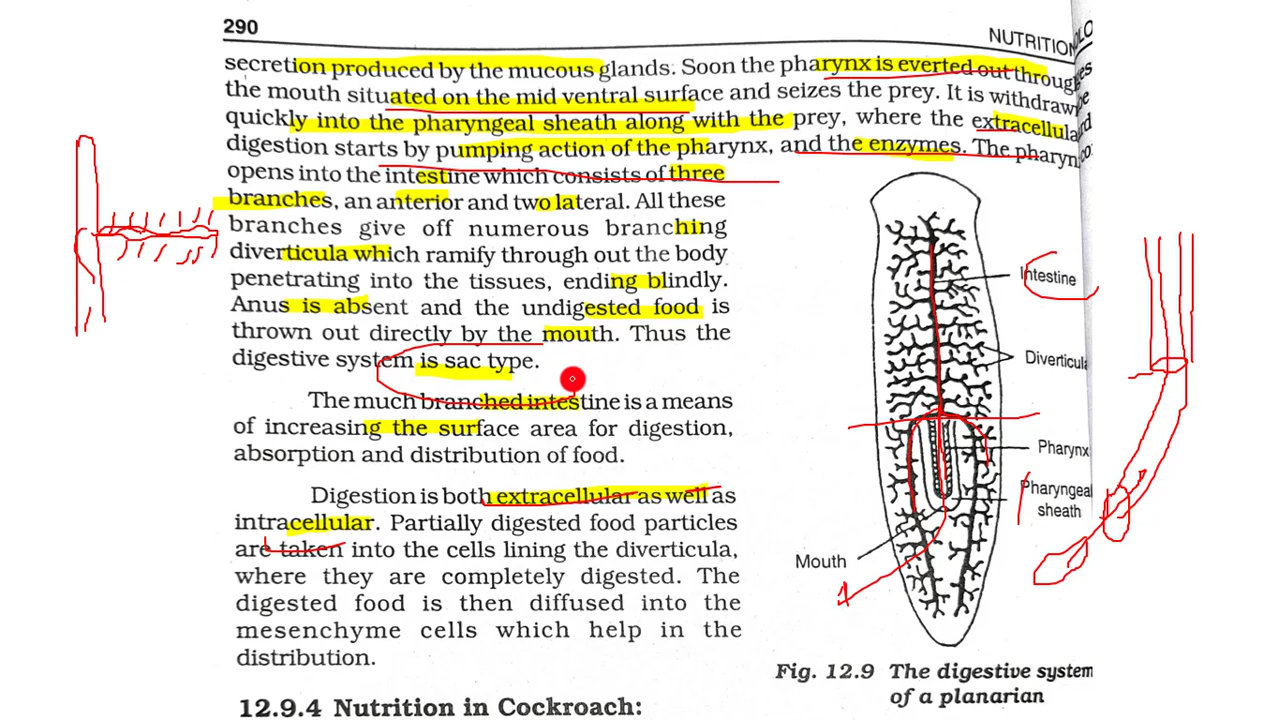 290
NUTRITION
secretion produced by the mucous glands. Soon the pharynx is everted out through
the mouth situated on the mid ventral surface and seizes the prey. It is withdraw
quickly into the pharyngeal sheath along with the prey, where the extracellula
digestion starts by pumping action of the pharynx, and the enzymes. The pharyn
opens into the intestine which consists of three
branches, an anterior and two lateral. All these
branches give off numerous branching
diverticula which ramify through out the body
penetrating into the tissues, ending blindly.
Anus is absent and the undigested food is
thrown out directly by the mouth. Thus the
digestive system is sac type.
The much branched intestine is a means
of increasing the surface area for digestion,
absorption and distribution of food.
Digestion is both extracellular as well as
intracellular. Partially digested food particles
are taken into the cells lining the diverticula,
where they are completely digested. The
digested food is then diffused into the
mesenchyme cells which help in the
distribution.
12.9.4 Nutrition in Cockroach:
Intestine
Diverticula
Pharynx
Pharyngeal
sheath
Mouth
Fig. 12.9 The digestive system
of a planarian